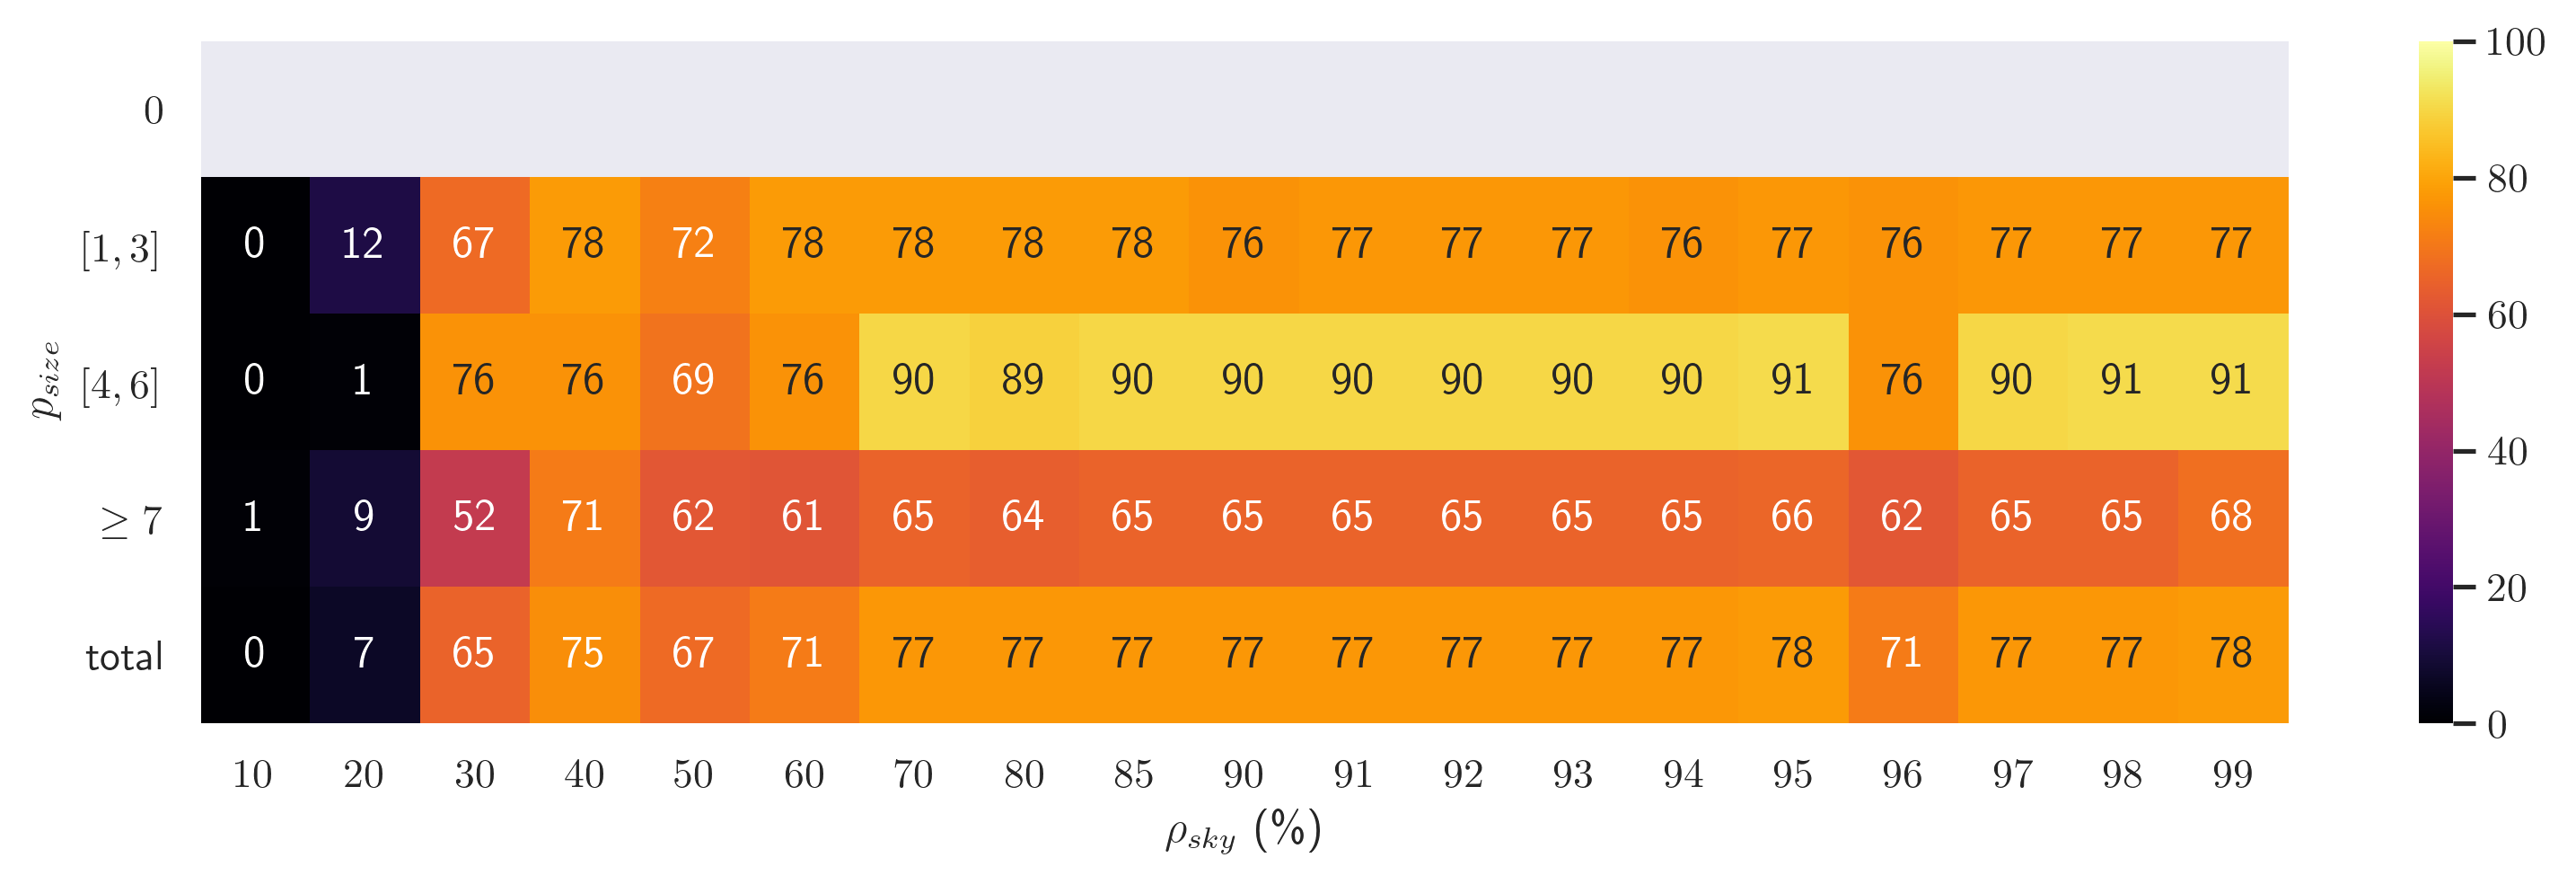 0
[1, 3] 0 12 67 78 72 78 78 78 78 76 77 77 77 76 77 76 77 77 77
[4, 6] 0 1 76 76 69 76 90 89 90 90 90 90 90 90 91 76 90 91 91
≥ 7 1 9 52 71 62 61 65 64 65 65 65 65 65 65 66 62 65 65 68
total 0 7 65 75 67 71 77 77 77 77 77 77 77 77 78 71 77 77 78
10 20 30 40 50 60 70 80 85 90 91 92 93 94 95 96 97 98 99
p_size
ρ_sky (%)
100
80
60
40
20
0